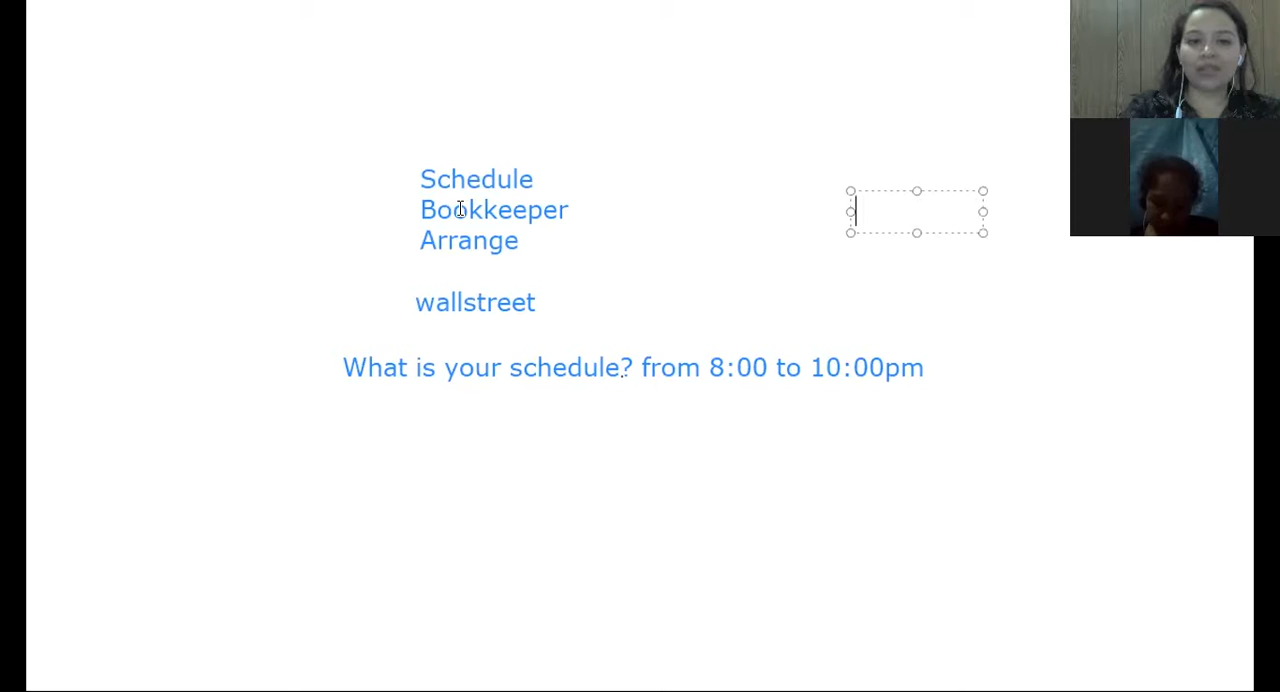 Schedule
Bookkeeper
Arrange
wallstreet
What is your schedule? from 8:00 to 10:00pm